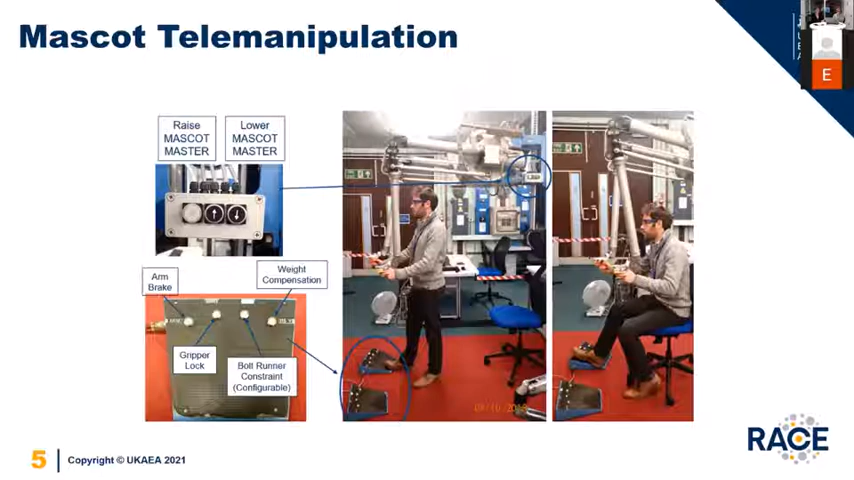 Mascot Telemanipulation
E
Raise
MASCOT
MASTER
Lower
MASCOT
MASTER
Arm
Brake
Weight
Compensation
Gripper
Lock
Bolt Runner
Constraint
(Configurable)
RACE
5
Copyright © UKAEA 2021